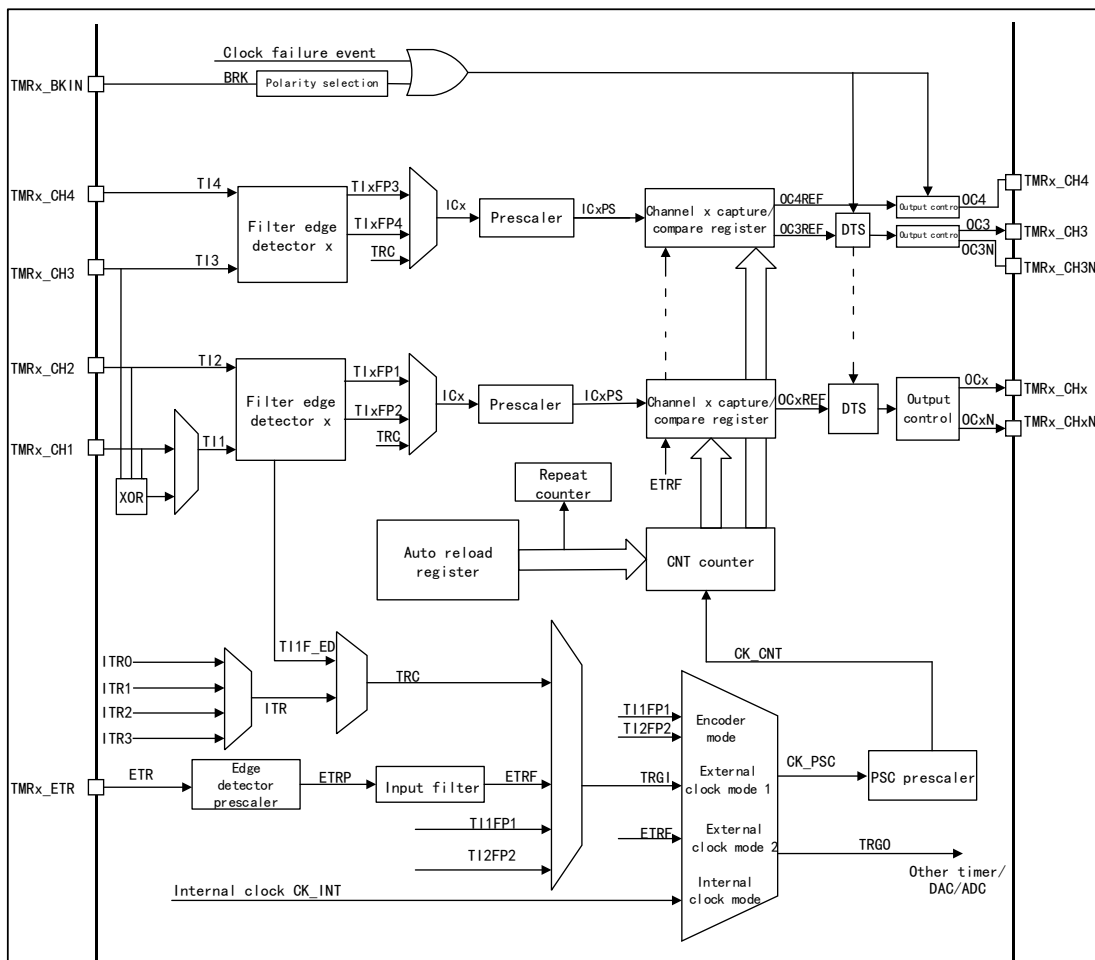 Clock failure event
BRK
Polarity selection
TMRx_BKIN
TMRx_CH4
TI4
TIxFP3
ICx
Prescaler
ICxPS
Channel x capture/
compare register
OC4REF
OC3REF
DTS
Output control
OC4
TMRx_CH4
Output control
OC3
OC3N
TMRx_CH3
TMRx_CH3N
Filter edge
detector x
TIxFP4
TRC
TMRx_CH3
TI3
TMRx_CH2
TI2
TIxFP1
ICx
Prescaler
ICxPS
Channel x capture/
compare register
OCxREF
DTS
Output
control
OCx
OCxN
TMRx_CHx
TMRx_CHxN
Filter edge
detector x
TIxFP2
TRC
TMRx_CH1
TI1
XOR
ETRF
Repeat
counter
Auto reload
register
CNT counter
TI1F_ED
TRC
CK_CNT
ITR0
ITR1
ITR2
ITR3
ITR
TI1FP1
TI2FP2
Encoder
mode
TMRx_ETR
ETR
Edge
detector
prescaler
ETRP
Input filter
ETRF
TRGI
External
clock mode 1
CK_PSC
PSC prescaler
TI1FP1
TI2FP2
ETRF
External
clock mode 2
TRGO
Other timer/
DAC/ADC
Internal clock CK_INT
Internal
clock mode